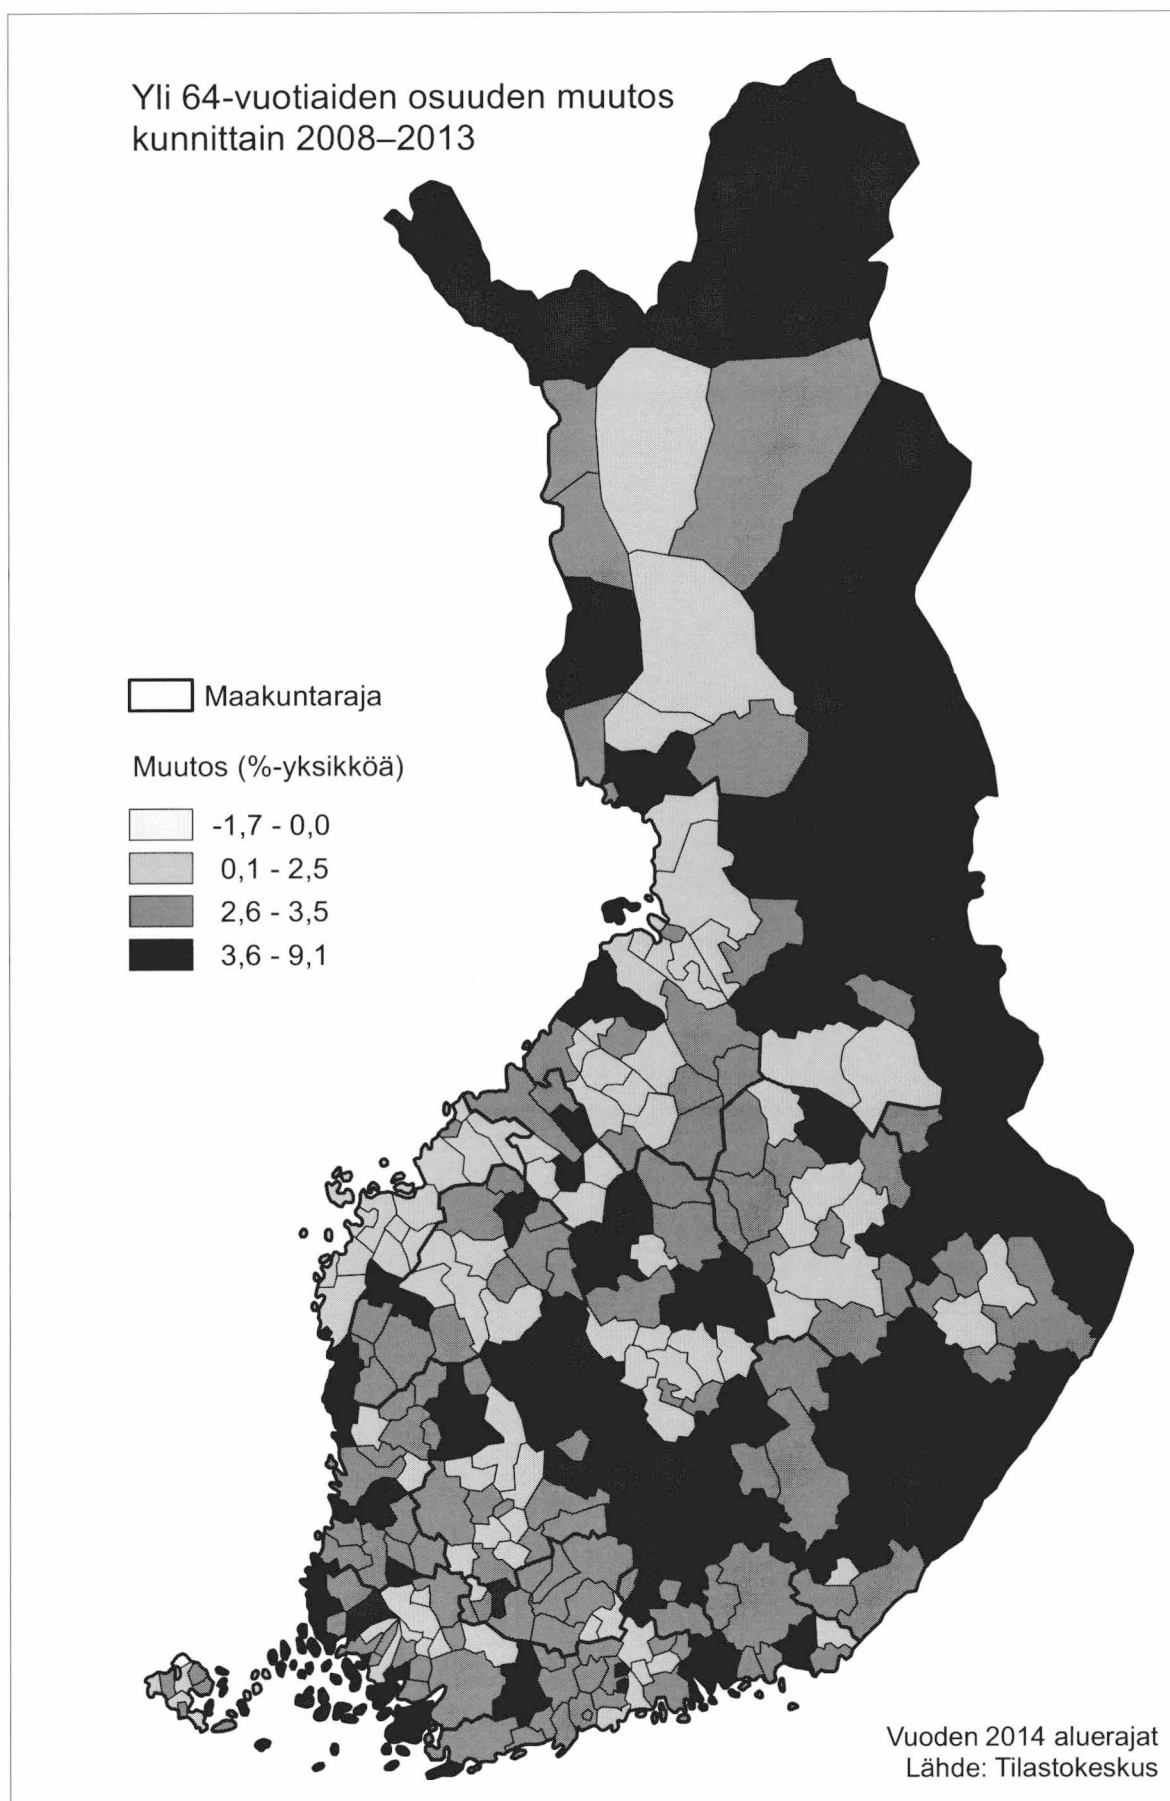 Yli 64-vuotiaiden osuuden muutos
kunnittain 2008–2013
Maakuntaraja
Muutos (%-yksikköä)
-1,7 - 0,0
0,1 - 2,5
2,6 - 3,5
3,6 - 9,1
Vuoden 2014 aluerajat
Lähde: Tilastokeskus